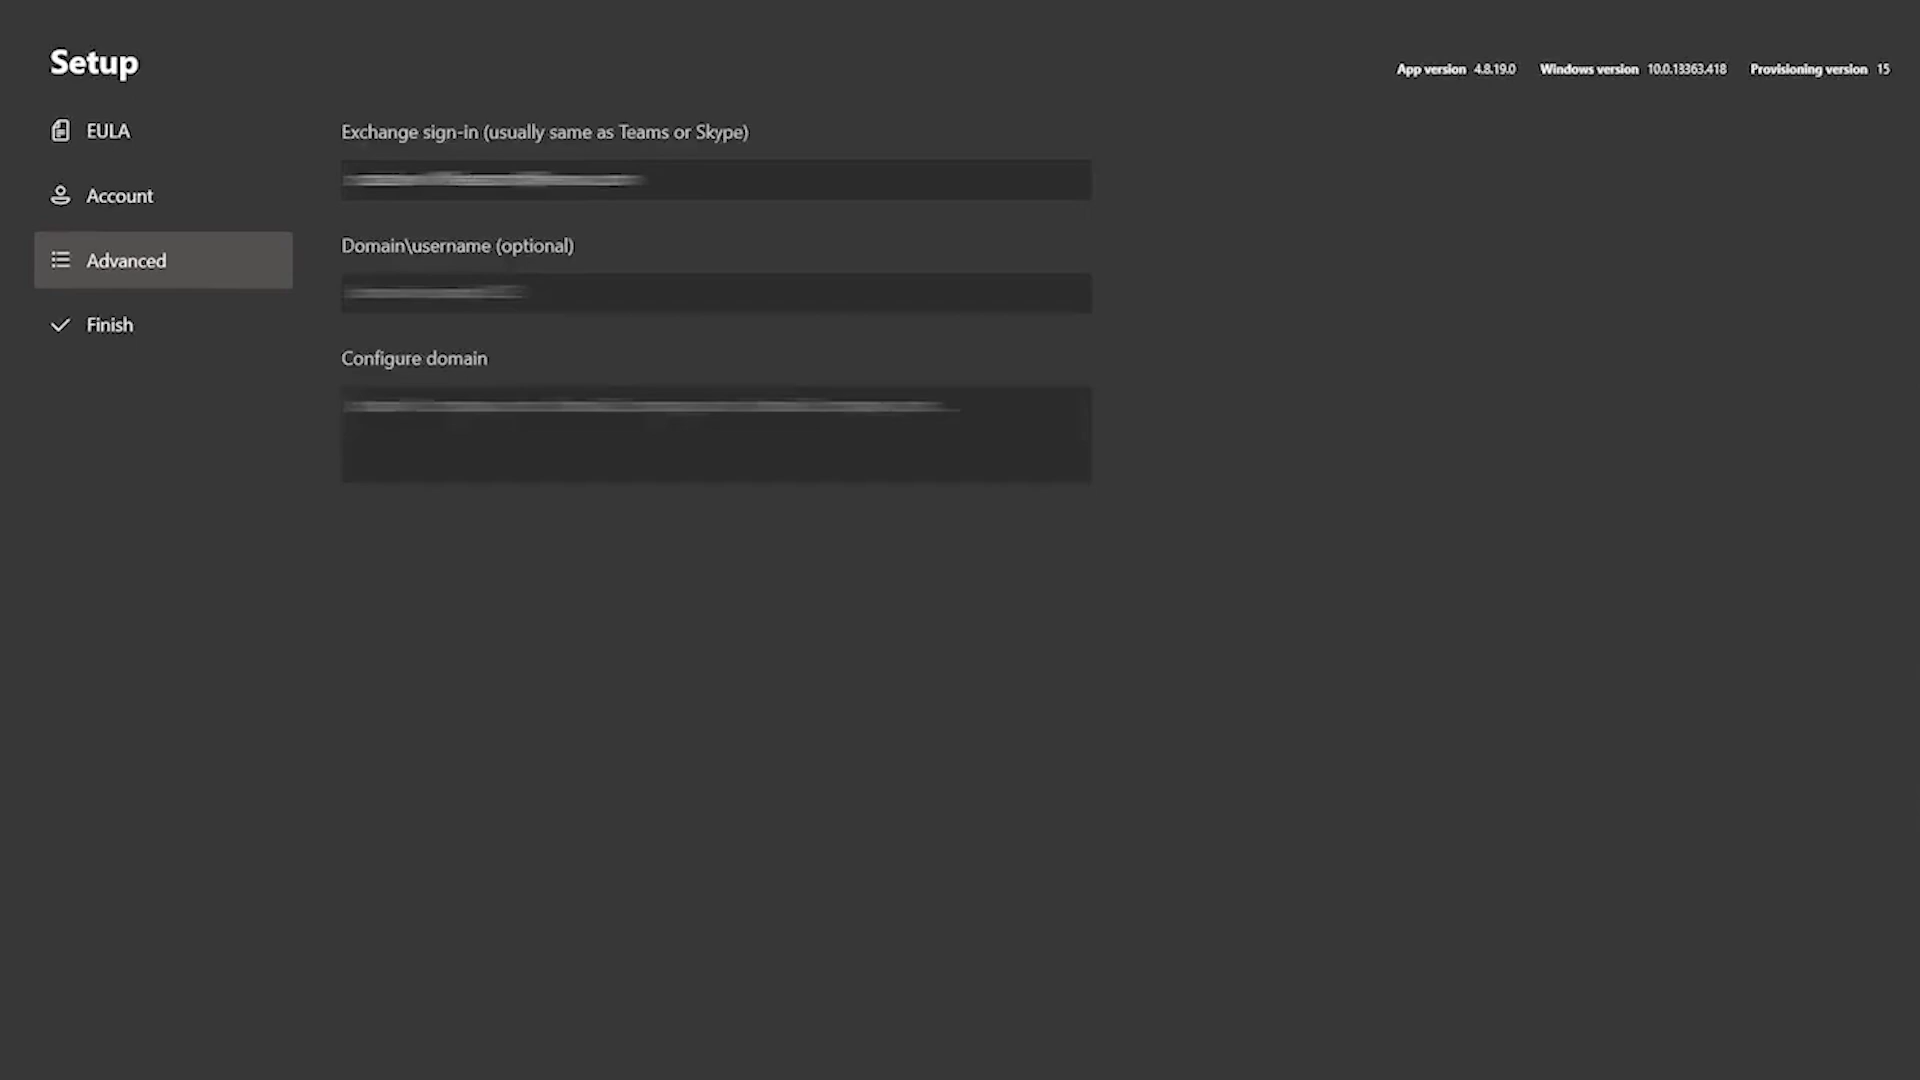 Setup
App version 4.8.19.0 Windows version 10.0.18363.418 Provisioning version 15
EULA
Account
Advanced
Finish
Exchange sign-in (usually same as Teams or Skype)
Domain\username (optional)
Configure domain